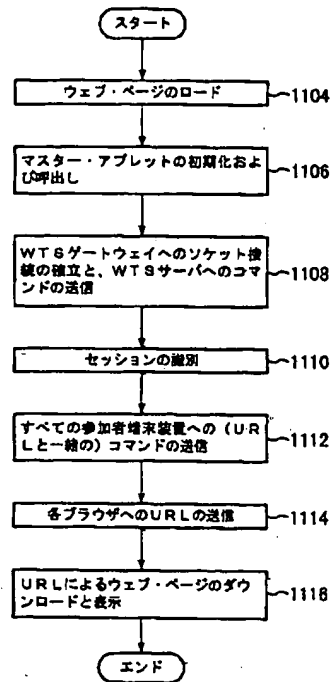 スタート
ウェブ・ページのロード
1104
マスター・アプレットの初期化およ
び呼出し
1106
WTSゲートウェイへのソケット接
続の確立と、WTSサーバへのコマ
ンドの送信
1108
セッションの識別
1110
すべての参加者端末装置への（UR
Lと一緒の）コマンドの送信
1112
各ブラウザへのURLの送信
1114
URLによるウェブ・ページのダウ
ンロードと表示
1116
エンド